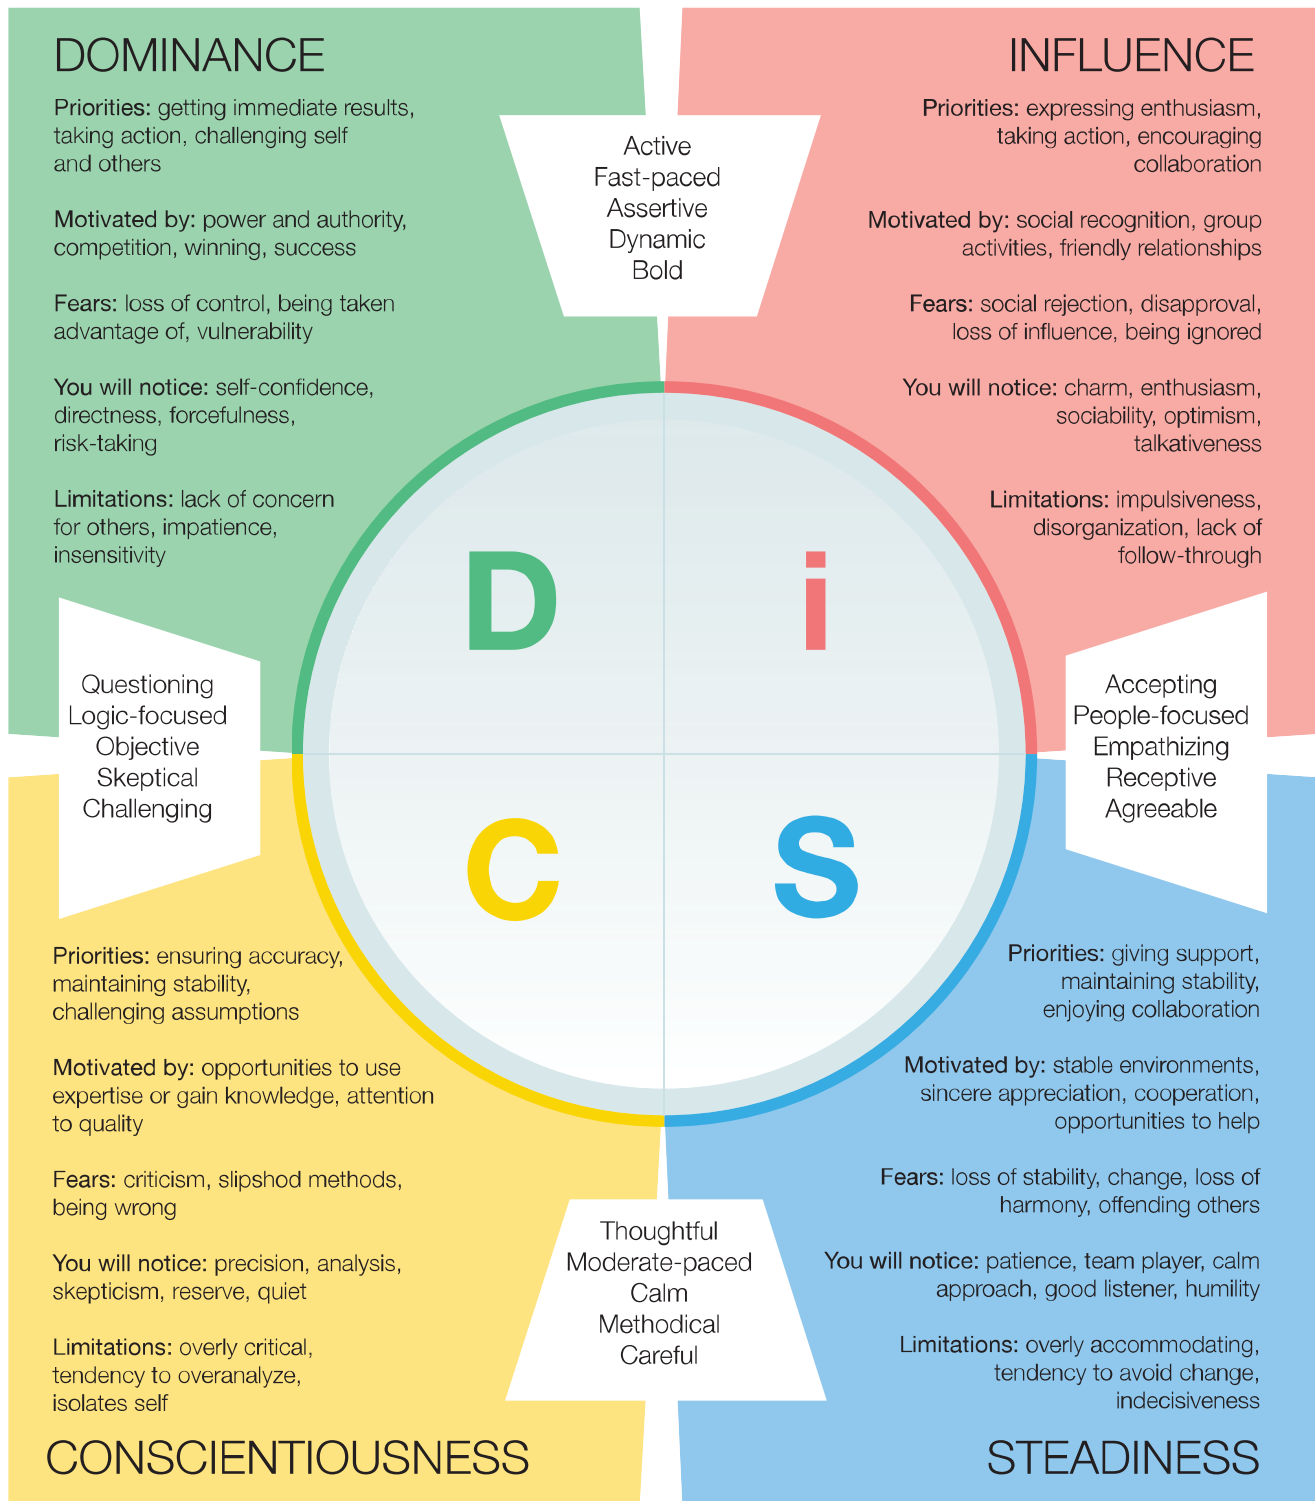 DOMINANCE
Priorities: getting immediate results,
taking action, challenging self
and others
Motivated by: power and authority,
competition, winning, success
Fears: loss of control, being taken
advantage of, vulnerability
You will notice: self-confidence,
directness, forcefulness,
risk-taking
Limitations: lack of concern
for others, impatience,
insensitivity
Active
Fast-paced
Assertive
Dynamic
Bold
INFLUENCE
Priorities: expressing enthusiasm,
taking action, encouraging
collaboration
Motivated by: social recognition, group
activities, friendly relationships
Fears: social rejection, disapproval,
loss of influence, being ignored
You will notice: charm, enthusiasm,
sociability, optimism,
talkativeness
Limitations: impulsiveness,
disorganization, lack of
follow-through
D
i
Questioning
Logic-focused
Objective
Skeptical
Challenging
Accepting
People-focused
Empathizing
Receptive
Agreeable
C
S
Priorities: ensuring accuracy,
maintaining stability,
challenging assumptions
Motivated by: opportunities to use
expertise or gain knowledge, attention
to quality
Fears: criticism, slipshod methods,
being wrong
You will notice: precision, analysis,
skepticism, reserve, quiet
Limitations: overly critical,
tendency to overanalyze,
isolates self
CONSCIENTIOUSNESS
Thoughtful
Moderate-paced
Calm
Methodical
Careful
Priorities: giving support,
maintaining stability,
enjoying collaboration
Motivated by: stable environments,
sincere appreciation, cooperation,
opportunities to help
Fears: loss of stability, change, loss of
harmony, offending others
You will notice: patience, team player, calm
approach, good listener, humility
Limitations: overly accommodating,
tendency to avoid change,
indecisiveness
STEADINESS